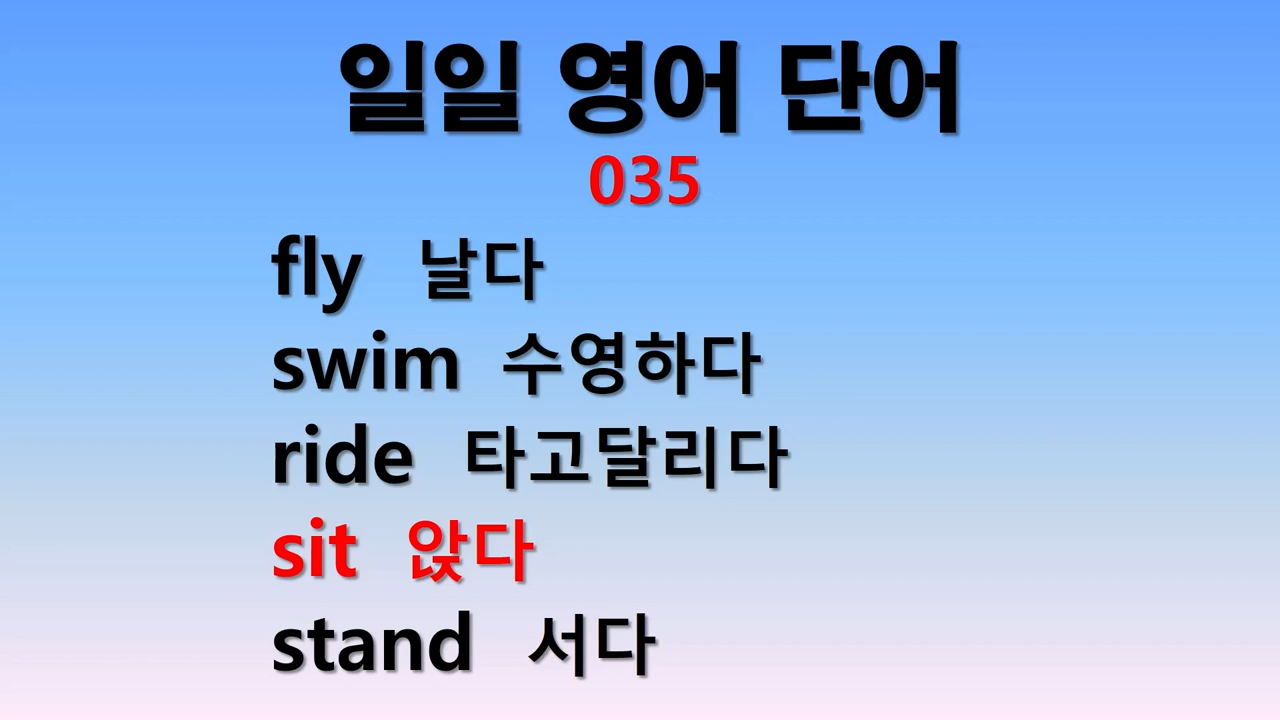 일일 영어 단어
035
fly 날다
swim 수영하다
ride 타고달리다
sit 앉다
stand 서다